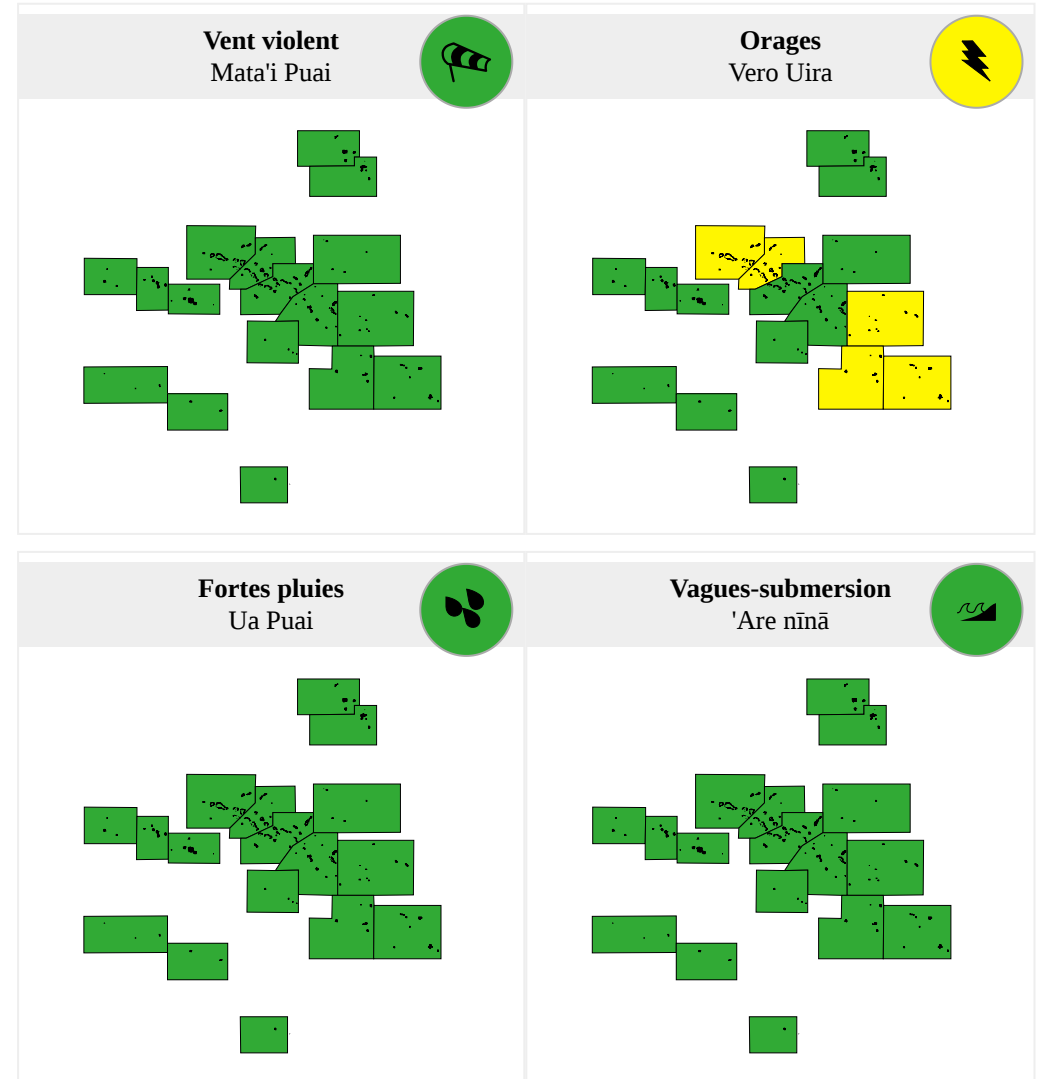 Vent violent
Mata'i Puai
Orages
Vero Uira
Fortes pluies
Ua Puai
Vagues-submersion
'Are nīnā